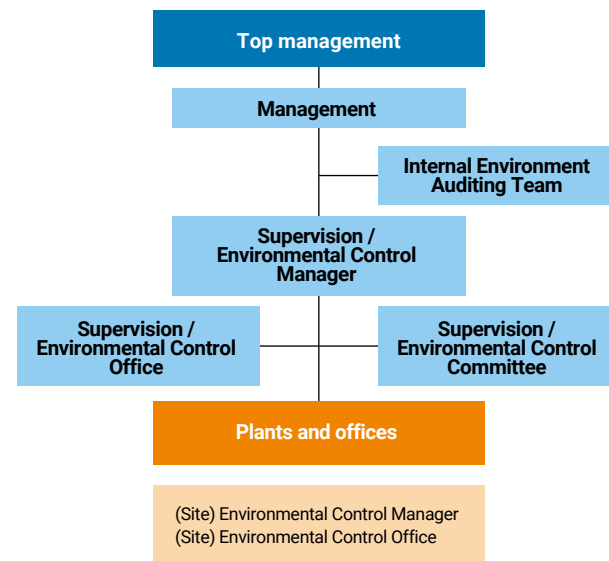 Top management
Management
Internal Environment
Auditing Team
Supervision /
Environmental Control
Manager
Supervision /
Environmental Control
Office
Supervision /
Environmental Control
Committee
Plants and offices
(Site) Environmental Control Manager
(Site) Environmental Control Office